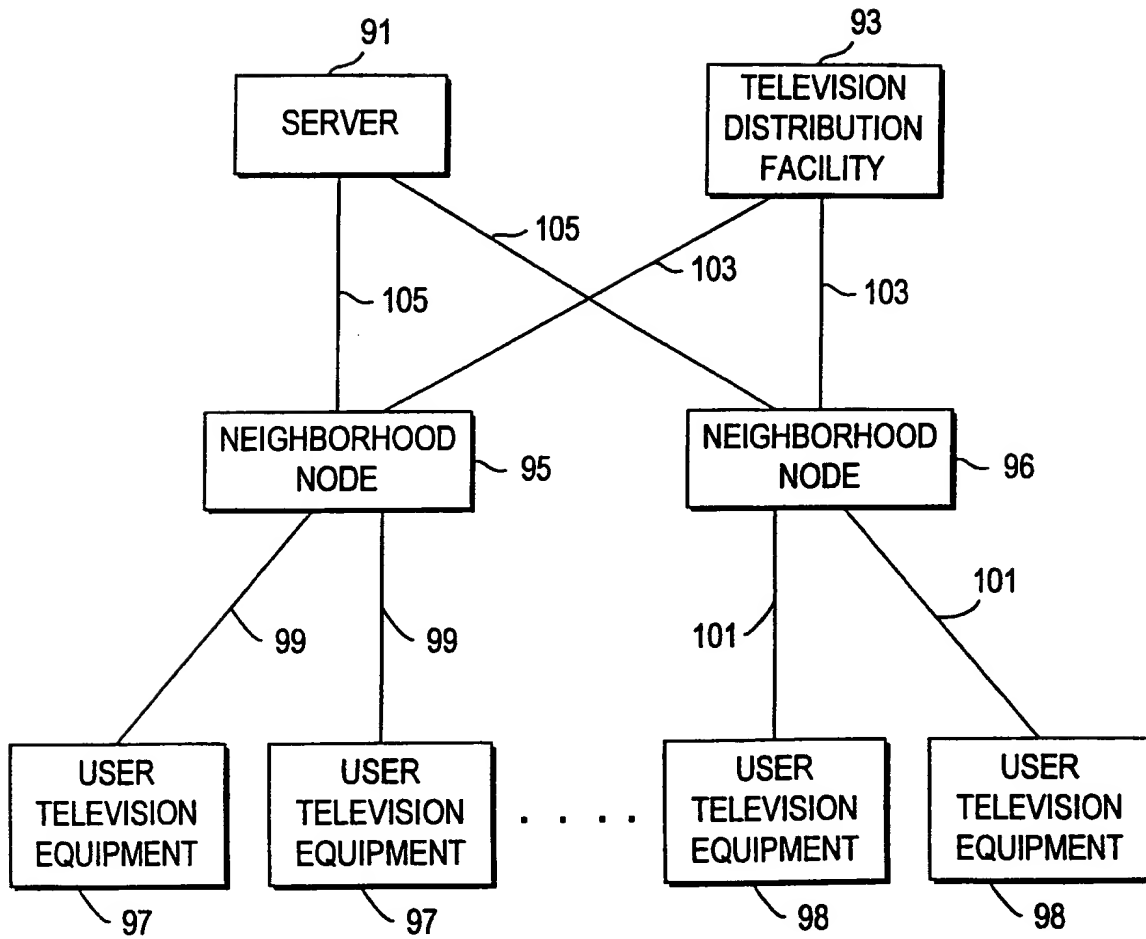 91
93
SERVER
TELEVISION
DISTRIBUTION
FACILITY
105
103
105
103
NEIGHBORHOOD
NODE
95
NEIGHBORHOOD
NODE
96
99
99
101
101
USER
TELEVISION
EQUIPMENT
USER
TELEVISION
EQUIPMENT
. . . .
USER
TELEVISION
EQUIPMENT
USER
TELEVISION
EQUIPMENT
97
97
98
98